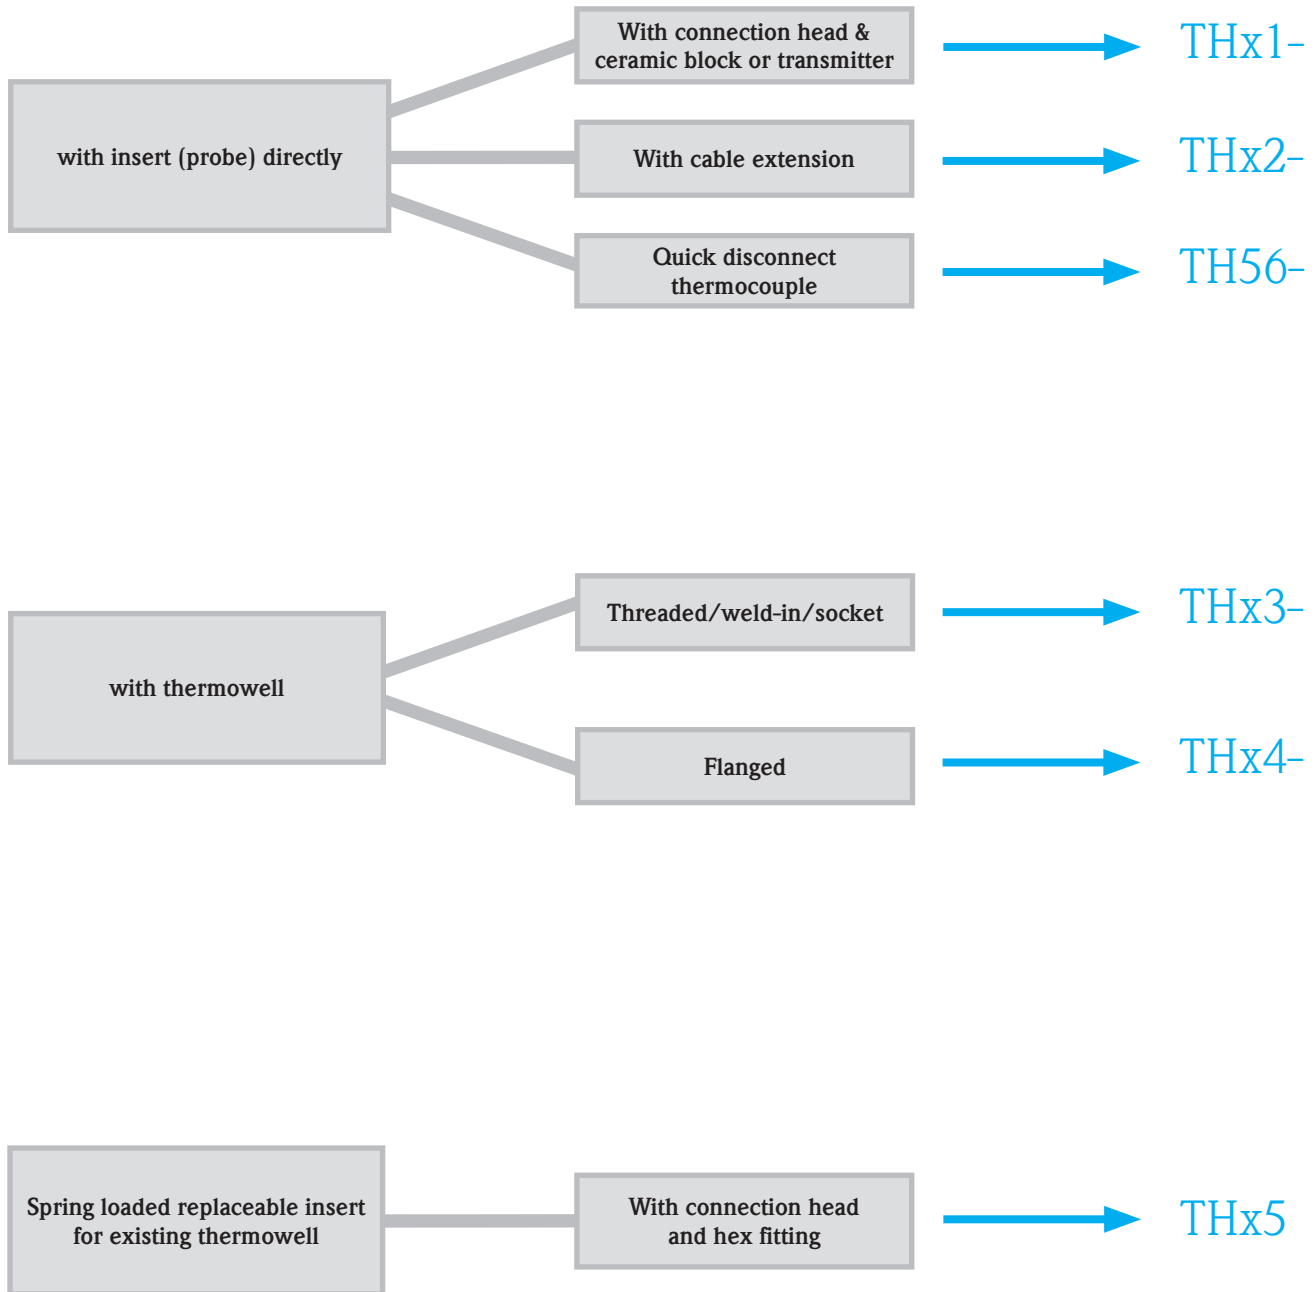 With connection head &
ceramic block or transmitter
THx1-
with insert (probe) directly
With cable extension
THx2-
Quick disconnect
thermocouple
TH56-
Threaded/weld-in/socket
THx3-
with thermowell
Flanged
THx4-
Spring loaded replaceable insert
for existing thermowell
With connection head
and hex fitting
THx5